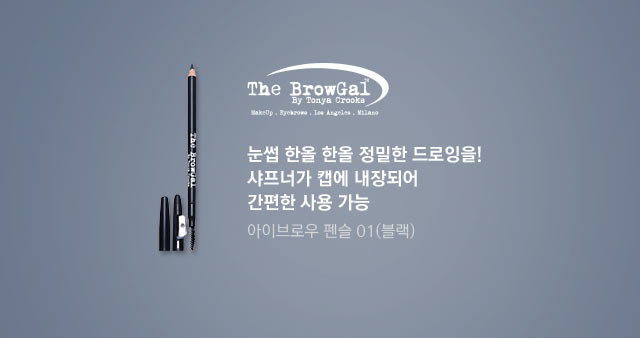 The BrowGal™
By Tonya Crooks
MakeUp . Eyebrows . Los Angeles . Milano
눈썹 한올 한올 정밀한 드로잉을!
샤프너가 캡에 내장되어
간편한 사용 가능
아이브로우 펜슬 01(블랙)
The BrowGal